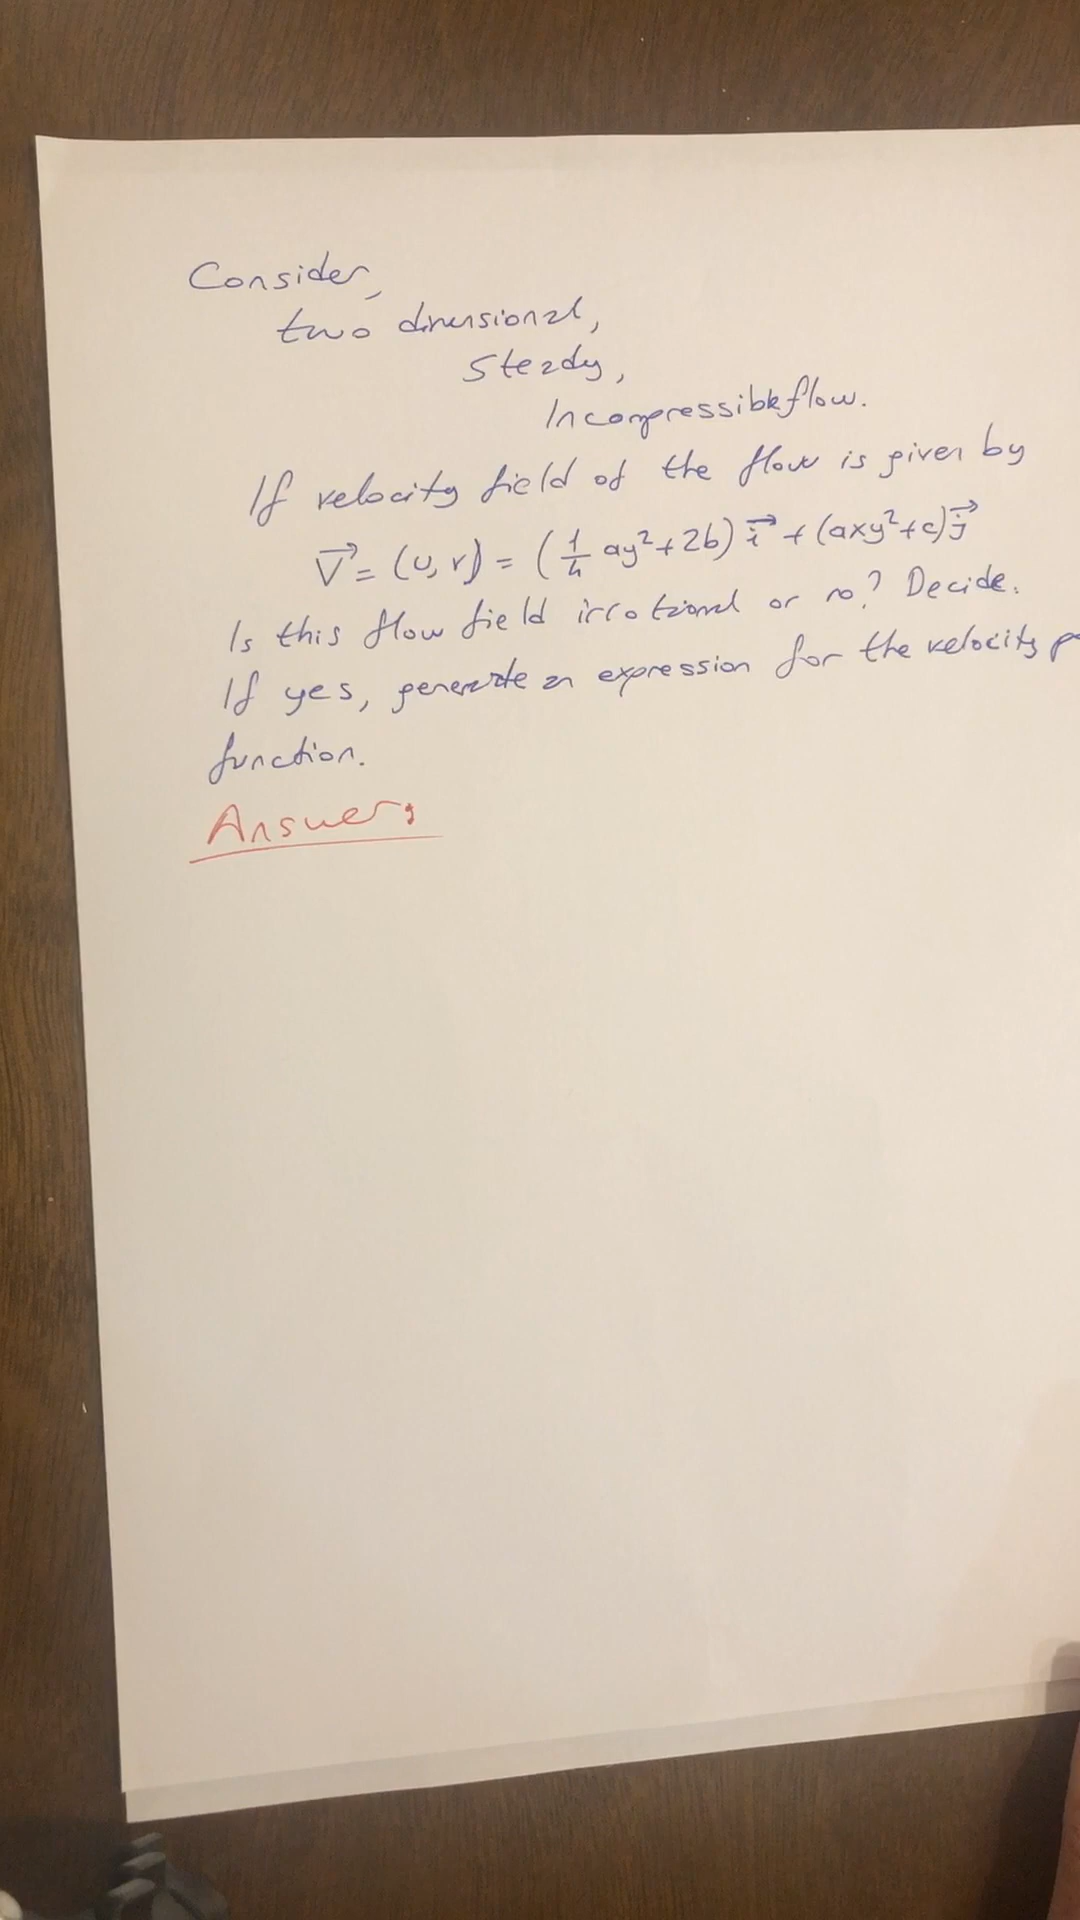 Consider,
two dimensional,
Steady,
Incompressible flow.
If velocity field of the flow is given by
V⃗ = (u, v) = (1/4 ay² + 2b) i⃗ + (axy² + c) j⃗
Is this flow field irrotional or no? Decide.
If yes, generate an expression for the velocity
function.
Answer;